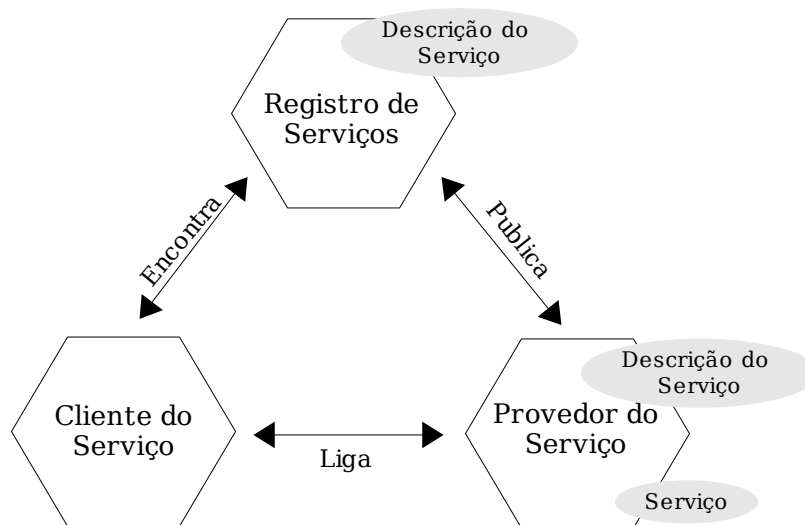 Descrição do
Serviço
Registro de
Serviços
Encontra
Publica
Descrição do
Serviço
Cliente do
Serviço
Provedor do
Serviço
Liga
Serviço